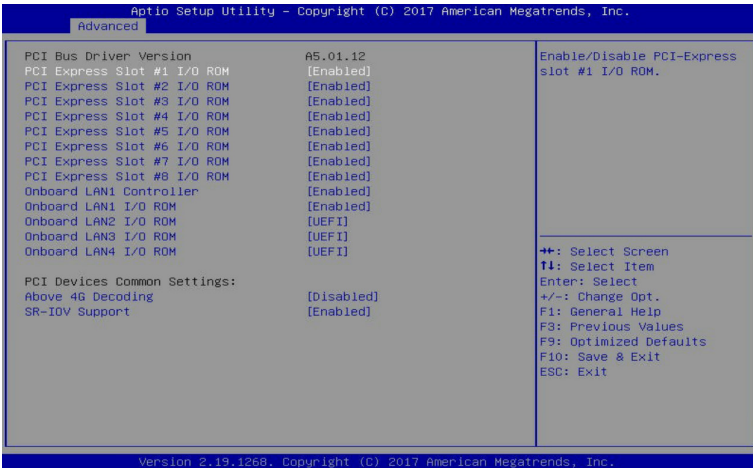 Aptio Setup Utility – Copyright (C) 2017 American Megatrends, Inc.
Advanced
PCI Bus Driver Version A5.01.12
PCI Express Slot #1 I/O ROM [Enabled]
PCI Express Slot #2 I/O ROM [Enabled]
PCI Express Slot #3 I/O ROM [Enabled]
PCI Express Slot #4 I/O ROM [Enabled]
PCI Express Slot #5 I/O ROM [Enabled]
PCI Express Slot #6 I/O ROM [Enabled]
PCI Express Slot #7 I/O ROM [Enabled]
PCI Express Slot #8 I/O ROM [Enabled]
Onboard LAN1 Controller [Enabled]
Onboard LAN1 I/O ROM [Enabled]
Onboard LAN2 I/O ROM [UEFI]
Onboard LAN3 I/O ROM [UEFI]
Onboard LAN4 I/O ROM [UEFI]
PCI Devices Common Settings:
Above 4G Decoding [Disabled]
SR-IOV Support [Enabled]
Enable/Disable PCI-Express
slot #1 I/O ROM.
→←: Select Screen
↑↓: Select Item
Enter: Select
+/-: Change Opt.
F1: General Help
F3: Previous Values
F9: Optimized Defaults
F10: Save & Exit
ESC: Exit
Version 2.19.1268. Copyright (C) 2017 American Megatrends, Inc.